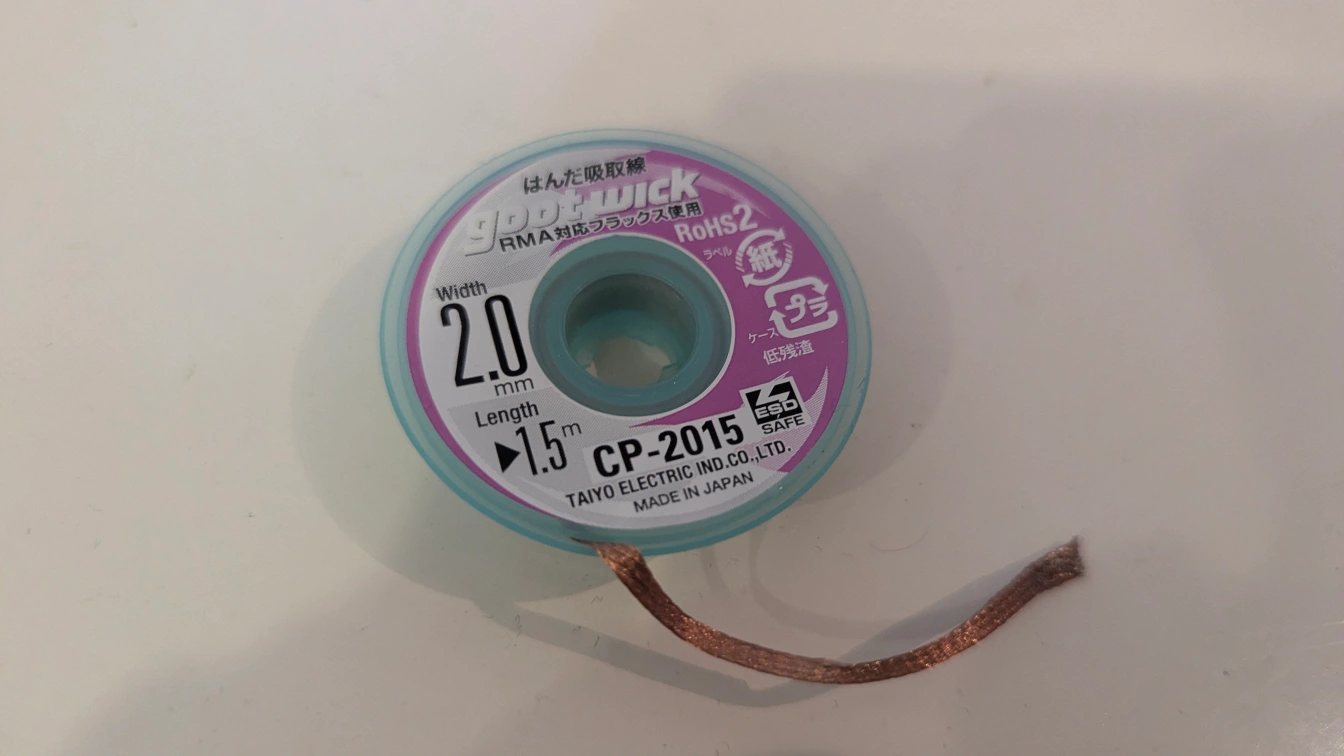 はんだ吸取線
goot wick
RMA対応フラックス使用
RoHS2
ラベル
紙
プラ
ケース
低残渣
Width
2.0
mm
Length
▶1.5m
CP-2015
ESD
SAFE
TAIYO ELECTRIC IND.CO.,LTD.
MADE IN JAPAN